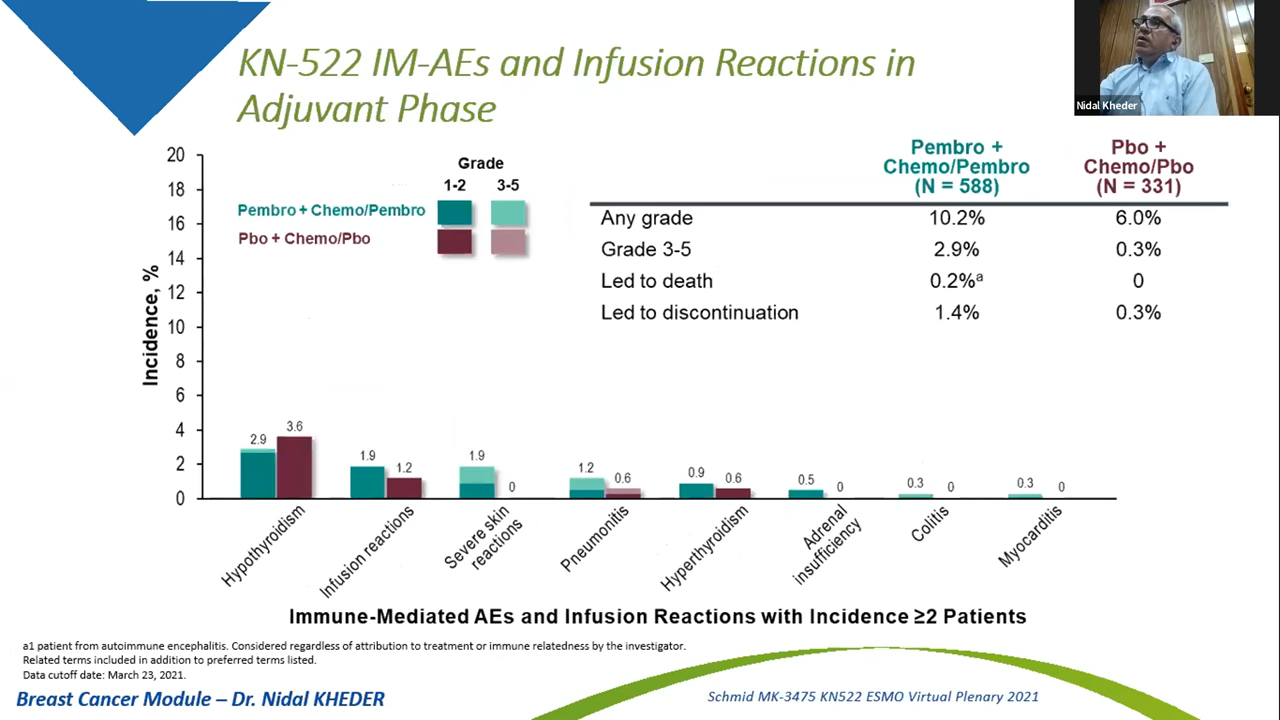 KN-522 IM-AEs and Infusion Reactions in
Adjuvant Phase
Nidal Kheder
Grade
1-2 3-5
Pembro + Chemo/Pembro
Pbo + Chemo/Pbo
Incidence, %
20
18
16
14
12
10
8
6
4
2
0
Pembro +
Chemo/Pembro
(N = 588)
Pbo +
Chemo/Pbo
(N = 331)
Any grade 10.2% 6.0%
Grade 3-5 2.9% 0.3%
Led to death 0.2%a 0
Led to discontinuation 1.4% 0.3%
2.9 3.6
1.9 1.2
1.9 0
1.2 0.6
0.9 0.6
0.5 0
0.3 0
0.3 0
Hypothyroidism
Infusion reactions
Severe skin
reactions
Pneumonitis
Hyperthyroidism
Adrenal
insufficiency
Colitis
Myocarditis
Immune-Mediated AEs and Infusion Reactions with Incidence ≥2 Patients
a1 patient from autoimmune encephalitis. Considered regardless of attribution to treatment or immune relatedness by the investigator.
Related terms included in addition to preferred terms listed.
Data cutoff date: March 23, 2021.
Breast Cancer Module – Dr. Nidal KHEDER
Schmid MK-3475 KN522 ESMO Virtual Plenary 2021